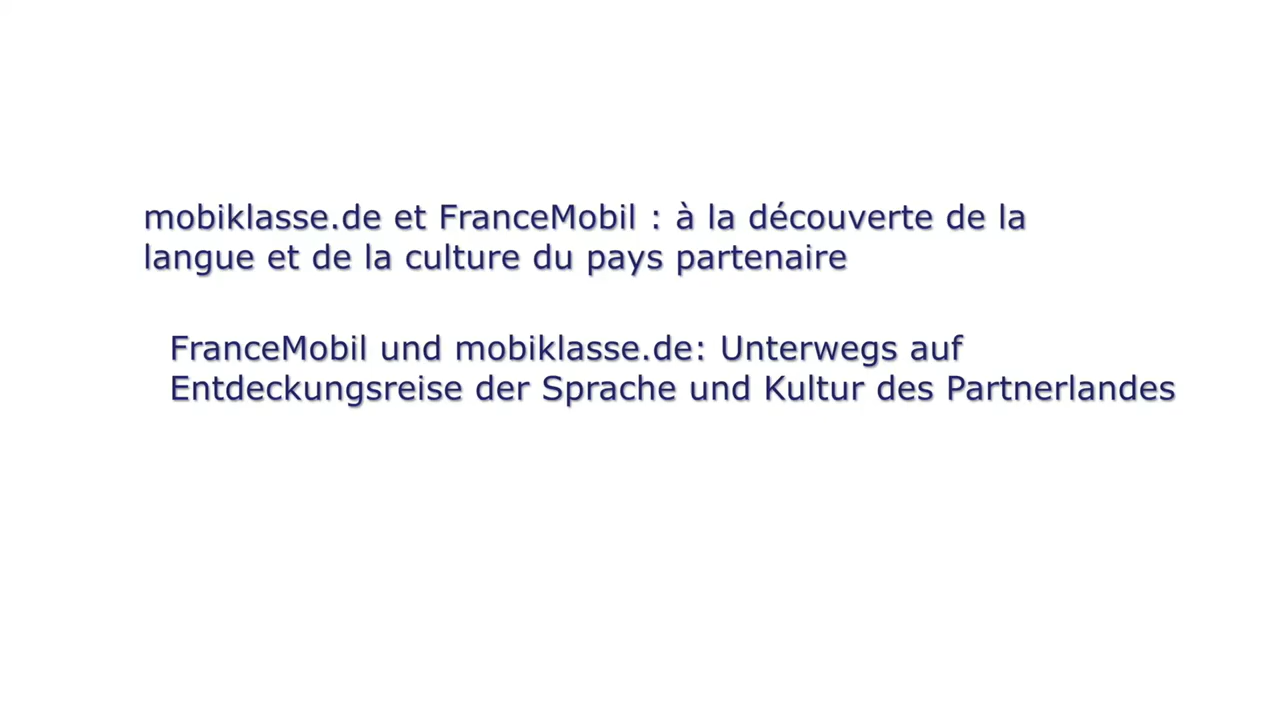 mobiklasse.de et FranceMobil : à la découverte de la
langue et de la culture du pays partenaire
FranceMobil und mobiklasse.de: Unterwegs auf
Entdeckungsreise der Sprache und Kultur des Partnerlandes